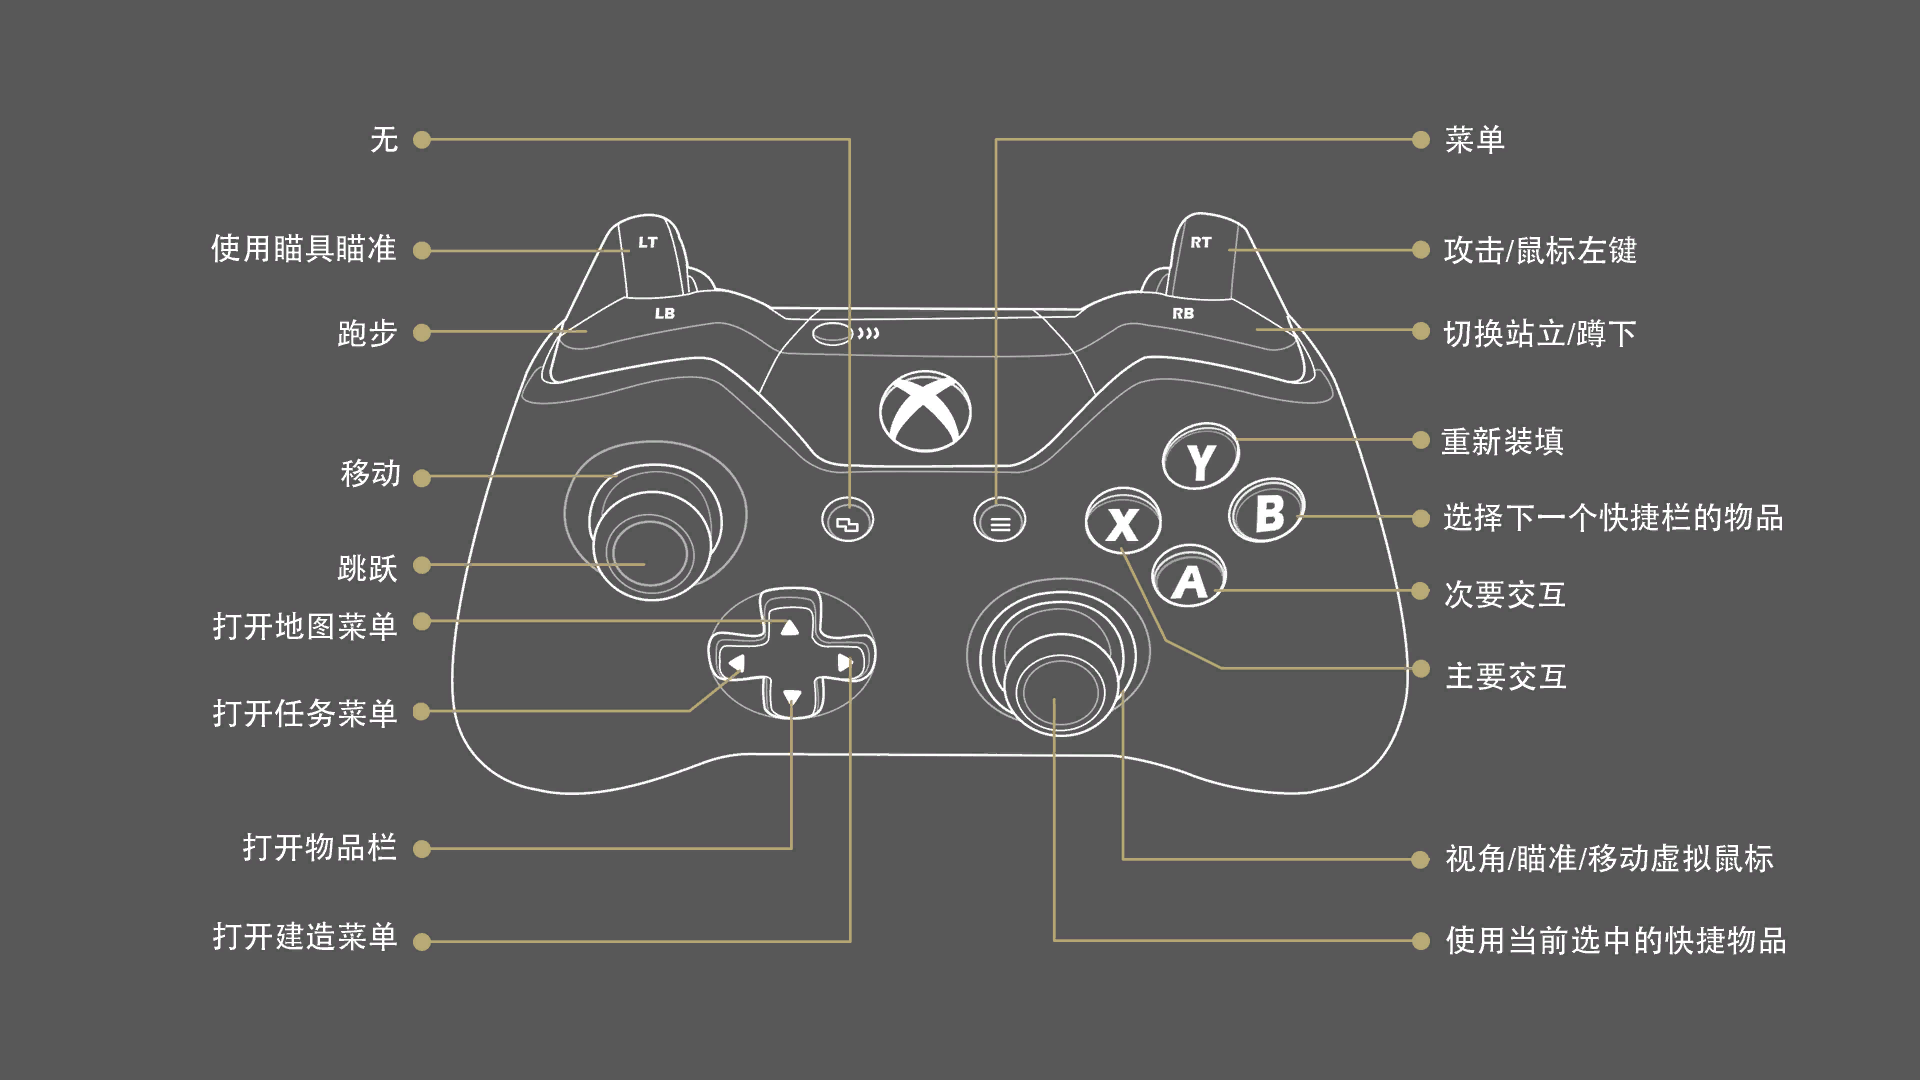 无
菜单
使用瞄具瞄准
LT
RT
攻击/鼠标左键
跑步
LB
RB
切换站立/蹲下
移动
Y
重新装填
X
B
选择下一个快捷栏的物品
跳跃
A
次要交互
打开地图菜单
主要交互
打开任务菜单
打开物品栏
视角/瞄准/移动虚拟鼠标
打开建造菜单
使用当前选中的快捷物品